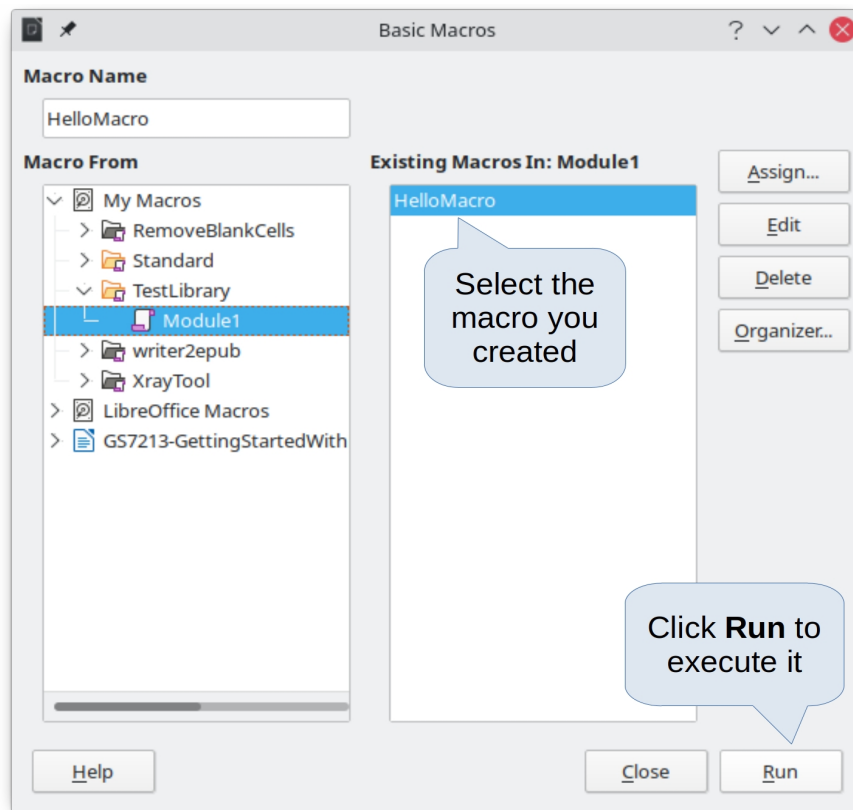 Basic Macros
Macro Name
HelloMacro
Macro From
Existing Macros In: Module1
My Macros
RemoveBlankCells
Standard
TestLibrary
Module1
writer2epub
XrayTool
LibreOffice Macros
GS7213-GettingStartedWith
HelloMacro
Select the
macro you
created
Assign...
Edit
Delete
Organizer...
Click Run to
execute it
Help
Close
Run